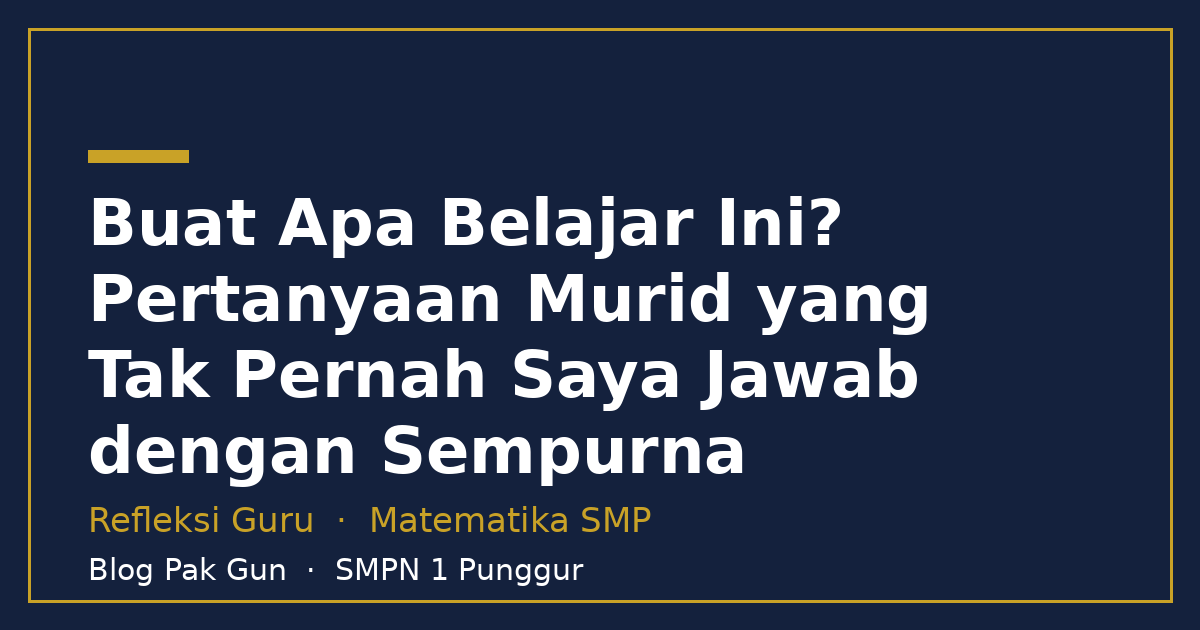 Buat Apa Belajar Ini?
Pertanyaan Murid yang
Tak Pernah Saya Jawab
dengan Sempurna
Refleksi Guru · Matematika SMP
Blog Pak Gun · SMPN 1 Punggur